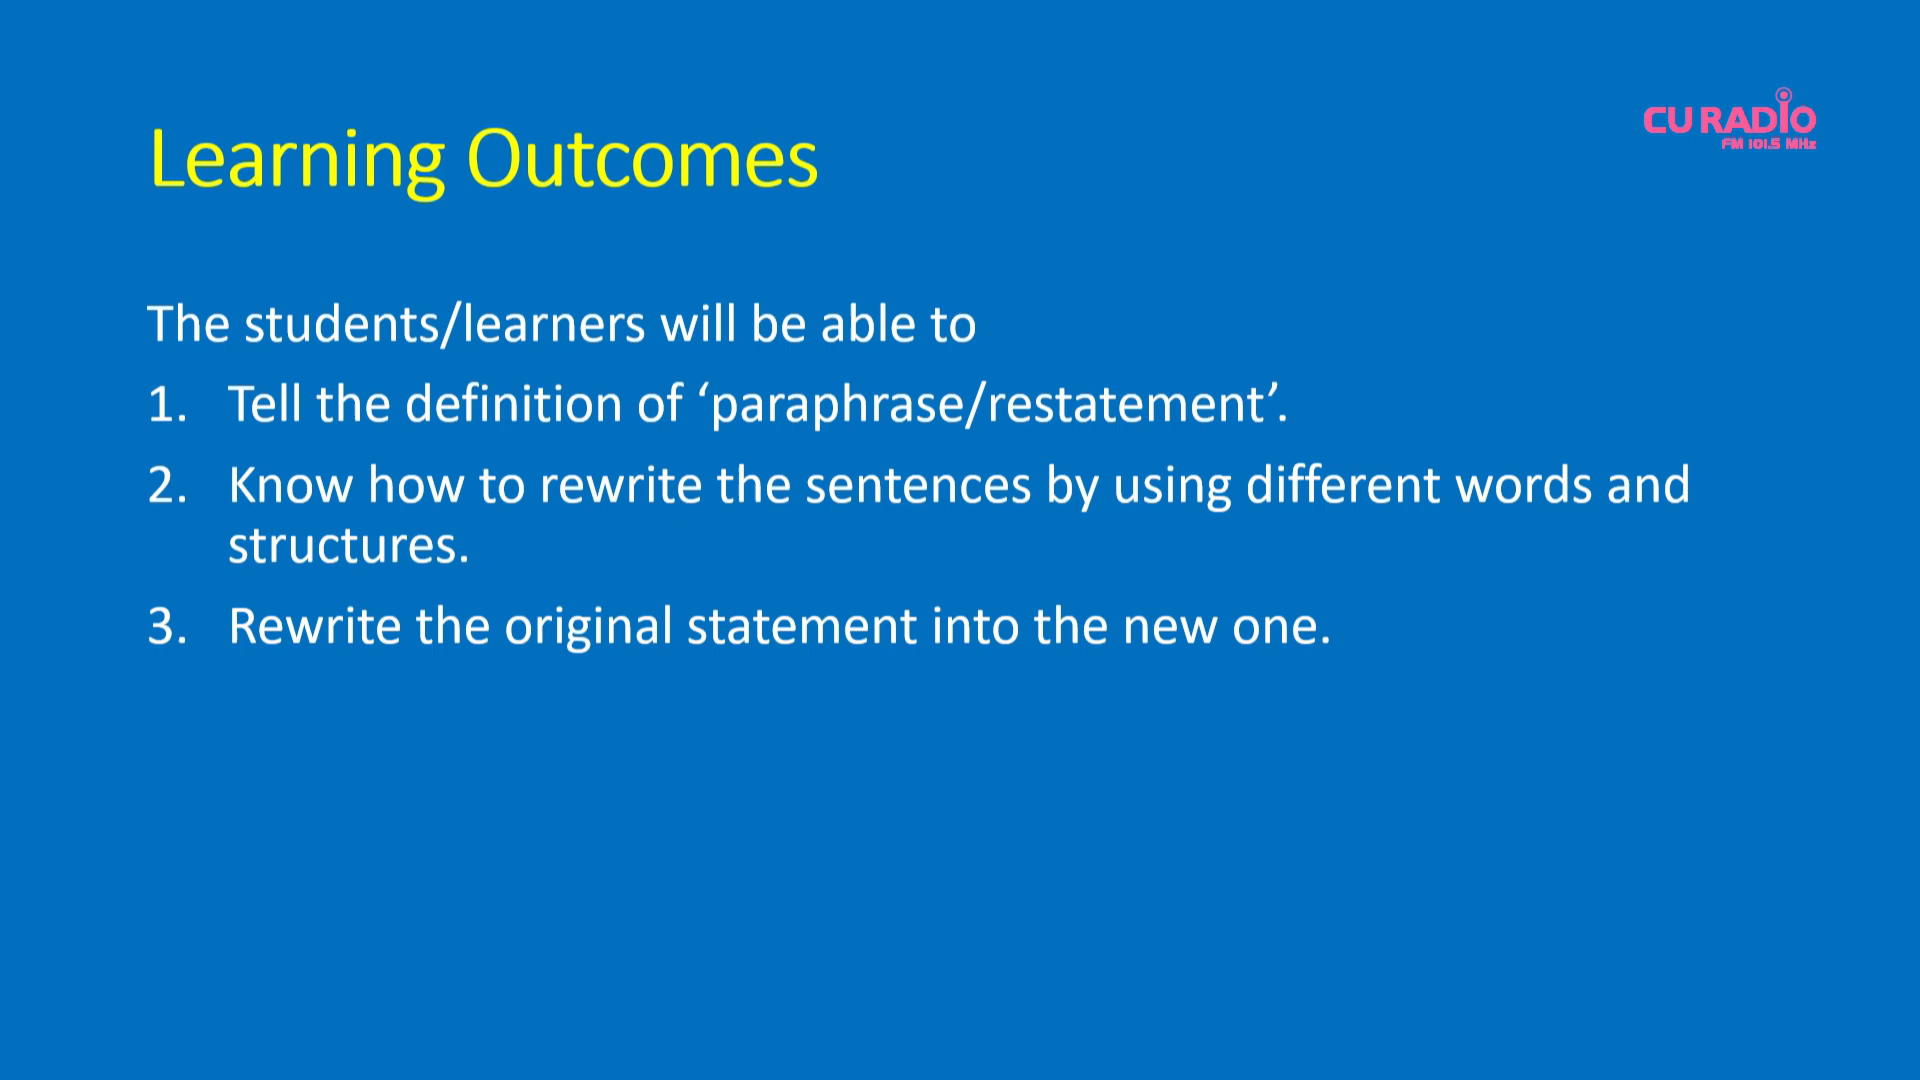 CU RADIO
FM 101.5 MHz
Learning Outcomes
The students/learners will be able to
1. Tell the definition of ‘paraphrase/restatement’.
2. Know how to rewrite the sentences by using different words and
structures.
3. Rewrite the original statement into the new one.